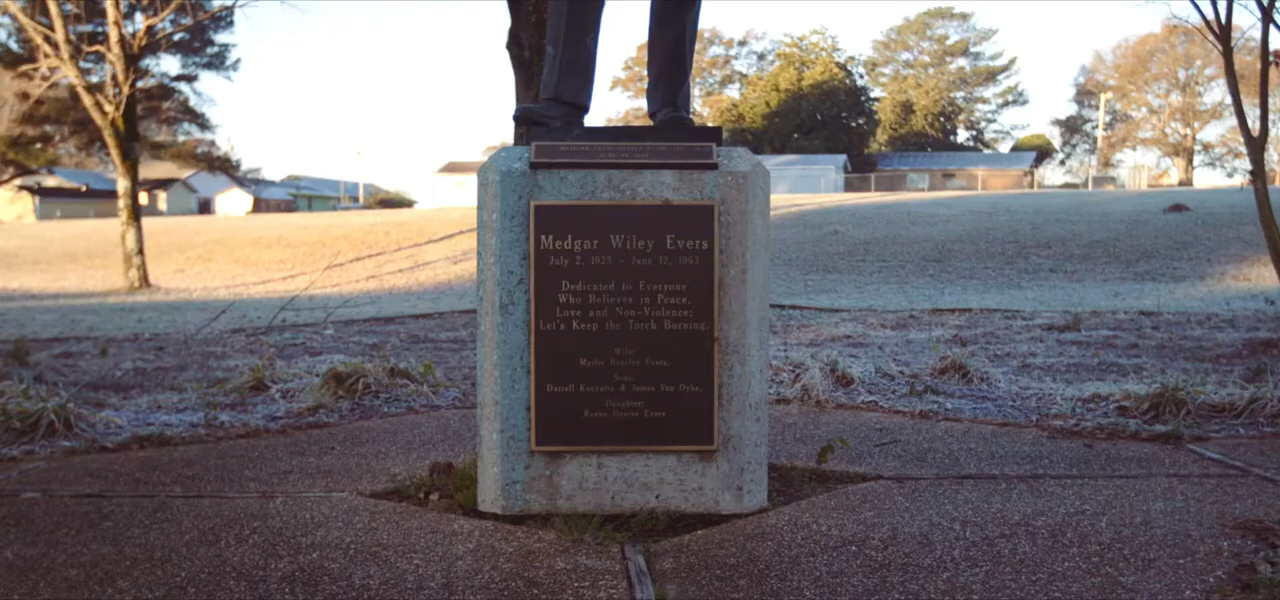 Medgar Wiley Evers
July 2, 1925 – June 12, 1963
Dedicated to Everyone
Who Believes in Peace,
Love and Non-Violence;
Let's Keep the Torch Burning.
Wife:
Myrlie Beasley Evers,
Sons:
Darrell Kenyatta & James Van Dyke,
Daughter:
Reena Denise Evers